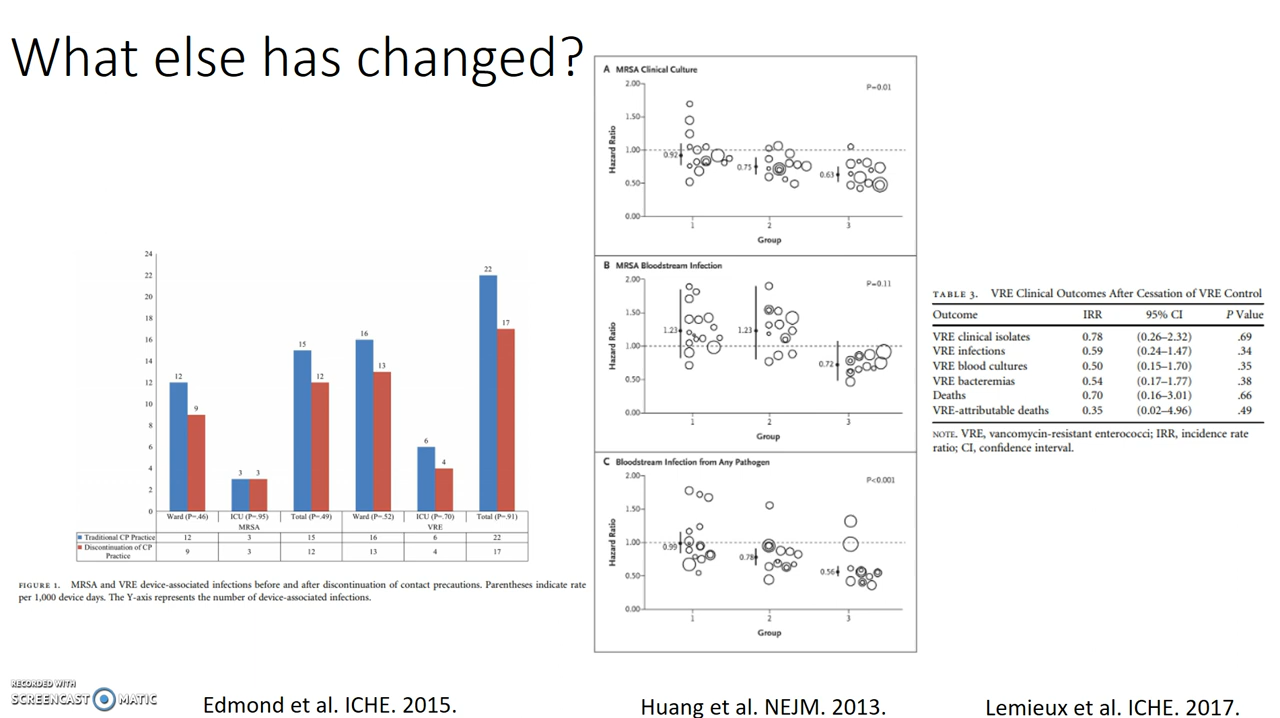 What else has changed?
24
22
20
18
16
14
12
10
8
6
4
2
0
12
9
3
3
15
12
16
13
6
4
22
17
Ward (P=.46) ICU (P=.95) Total (P=.49) Ward (P=.52) ICU (P=.70) Total (P=.91)
MRSA VRE
Traditional CP Practice 12 3 15 16 6 22
Discontinuation of CP Practice 9 3 12 13 4 17
FIGURE 1. MRSA and VRE device-associated infections before and after discontinuation of contact precautions. Parentheses indicate rate
per 1,000 device days. The Y-axis represents the number of device-associated infections.
A MRSA Clinical Culture
2.00
1.50
1.00
0.50
0.00
Hazard Ratio
P=0.01
0.92
0.75
0.63
1 2 3
Group
B MRSA Bloodstream Infection
2.00
1.50
1.00
0.50
0.00
Hazard Ratio
P=0.11
1.23
1.23
0.72
1 2 3
Group
C Bloodstream Infection from Any Pathogen
2.00
1.50
1.00
0.50
0.00
Hazard Ratio
P<0.001
0.99
0.78
0.56
1 2 3
Group
TABLE 3. VRE Clinical Outcomes After Cessation of VRE Control
Outcome IRR 95% CI P Value
VRE clinical isolates 0.78 (0.26–2.32) .69
VRE infections 0.59 (0.24–1.47) .34
VRE blood cultures 0.50 (0.15–1.70) .35
VRE bacteremias 0.54 (0.17–1.77) .38
Deaths 0.70 (0.16–3.01) .66
VRE-attributable deaths 0.35 (0.02–4.96) .49
NOTE. VRE, vancomycin-resistant enterococci; IRR, incidence rate
ratio; CI, confidence interval.
RECORDED WITH
SCREENCAST MATIC
Edmond et al. ICHE. 2015.
Huang et al. NEJM. 2013.
Lemieux et al. ICHE. 2017.